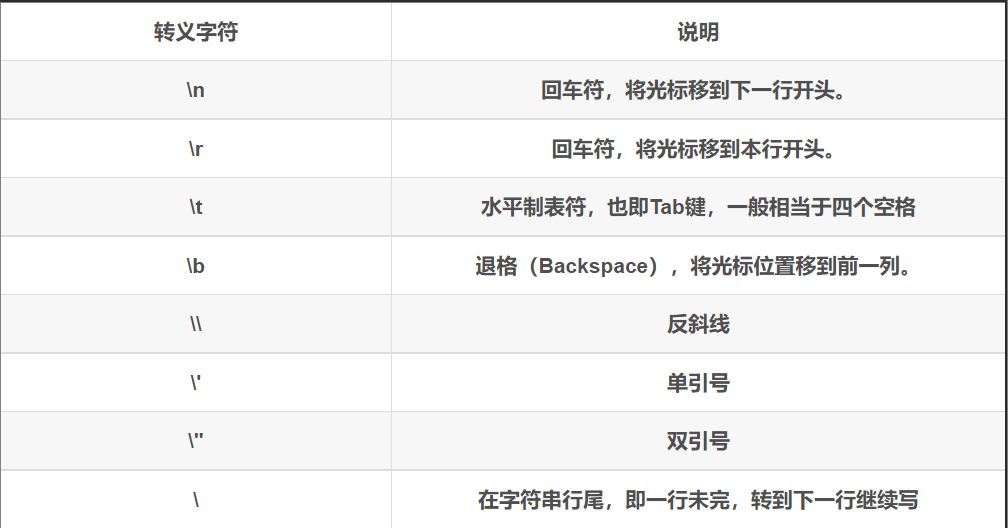 转义字符 说明
\n 回车符，将光标移到下一行开头。
\r 回车符，将光标移到本行开头。
\t 水平制表符，也即Tab键，一般相当于四个空格
\b 退格（Backspace），将光标位置移到前一列。
\\ 反斜线
\' 单引号
\" 双引号
\ 在字符串行尾，即一行未完，转到下一行继续写